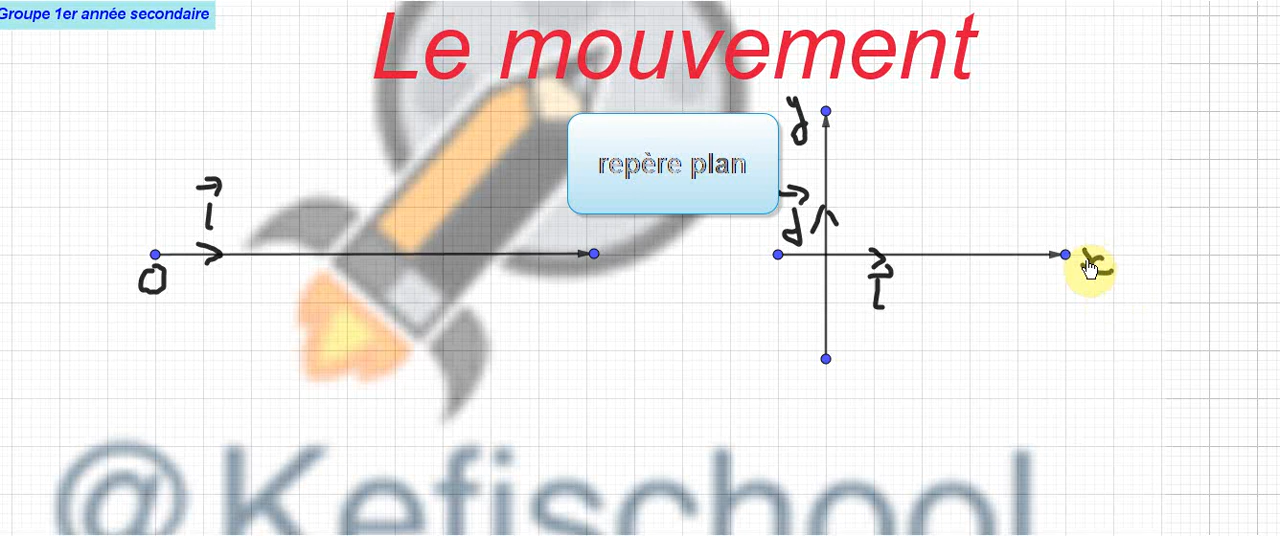 Groupe 1er année secondaire
Le mouvement
y
repère plan
i
j
x
O
i
@Kefischool